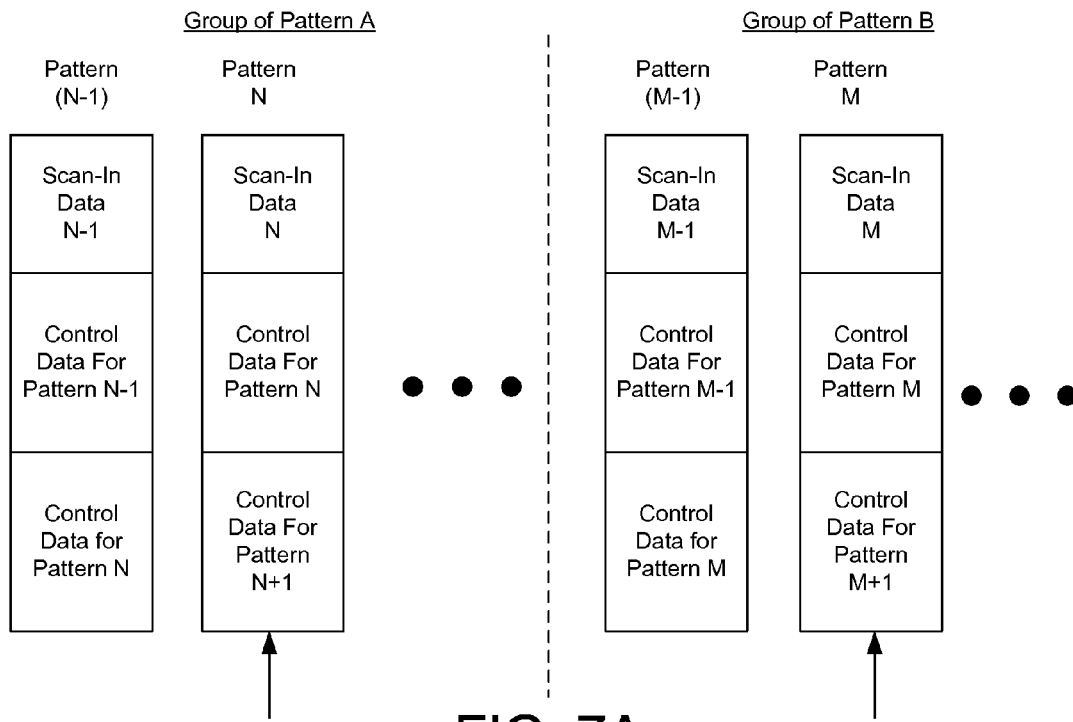 Group of Pattern A
Group of Pattern B
Pattern
(N-1)
Pattern
N
Pattern
(M-1)
Pattern
M
Scan-In
Data
N-1
Scan-In
Data
N
Scan-In
Data
M-1
Scan-In
Data
M
Control
Data For
Pattern N-1
Control
Data For
Pattern N
Control
Data For
Pattern M-1
Control
Data For
Pattern M
Control
Data for
Pattern N
Control
Data For
Pattern
N+1
Control
Data for
Pattern M
Control
Data For
Pattern
M+1
FIG. 7A